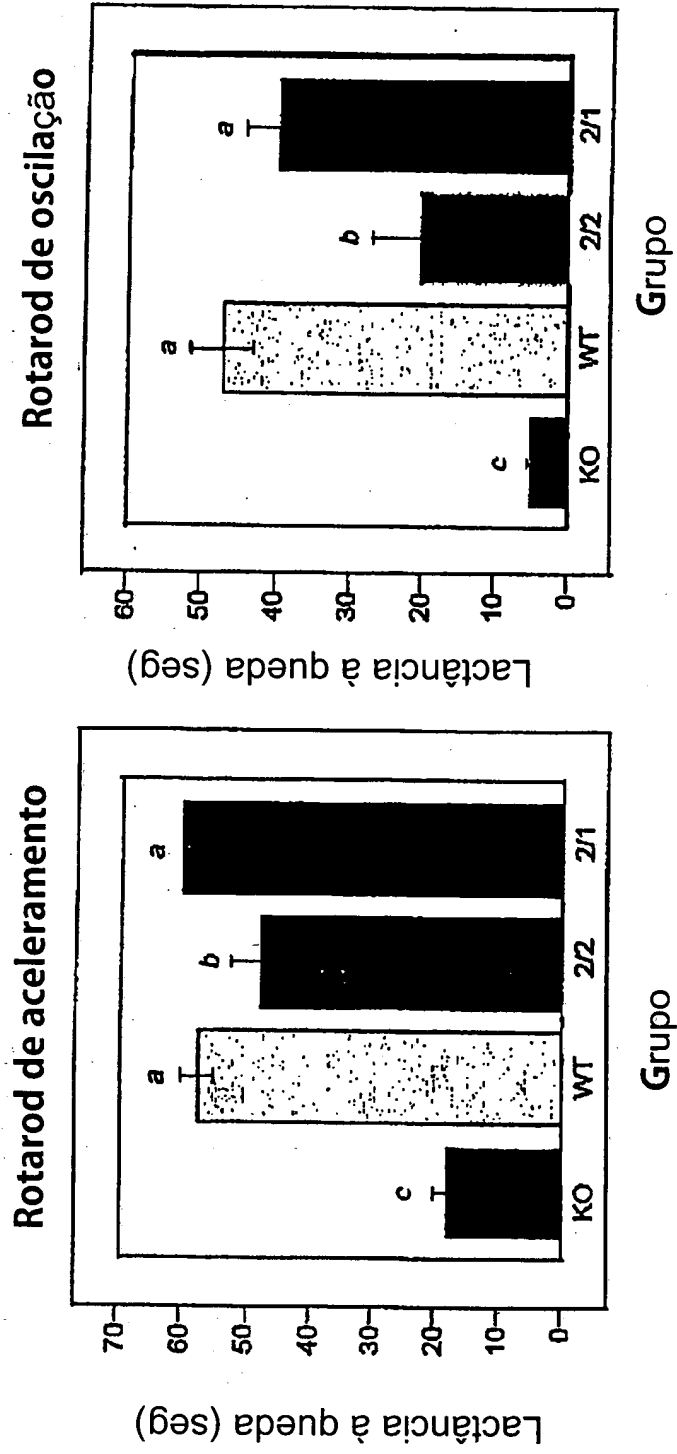 Rotarod de aceleramento
Lactância à queda (seg)
70
60
50
40
30
20
10
0
c
a
b
a
KO
WT
2/2
2/1
Grupo
Rotarod de oscilação
Lactância à queda (seg)
60
50
40
30
20
10
0
c
a
b
a
KO
WT
2/2
2/1
Grupo